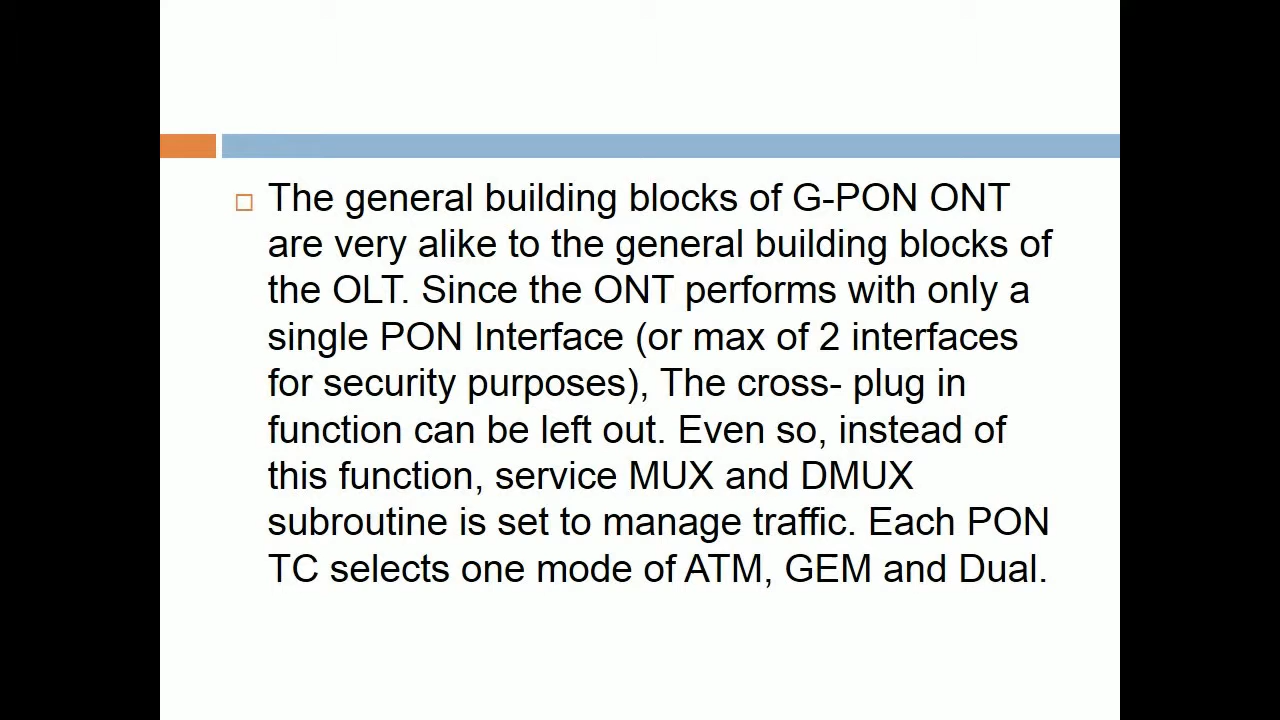 The general building blocks of G-PON ONT
are very alike to the general building blocks of
the OLT. Since the ONT performs with only a
single PON Interface (or max of 2 interfaces
for security purposes), The cross- plug in
function can be left out. Even so, instead of
this function, service MUX and DMUX
subroutine is set to manage traffic. Each PON
TC selects one mode of ATM, GEM and Dual.